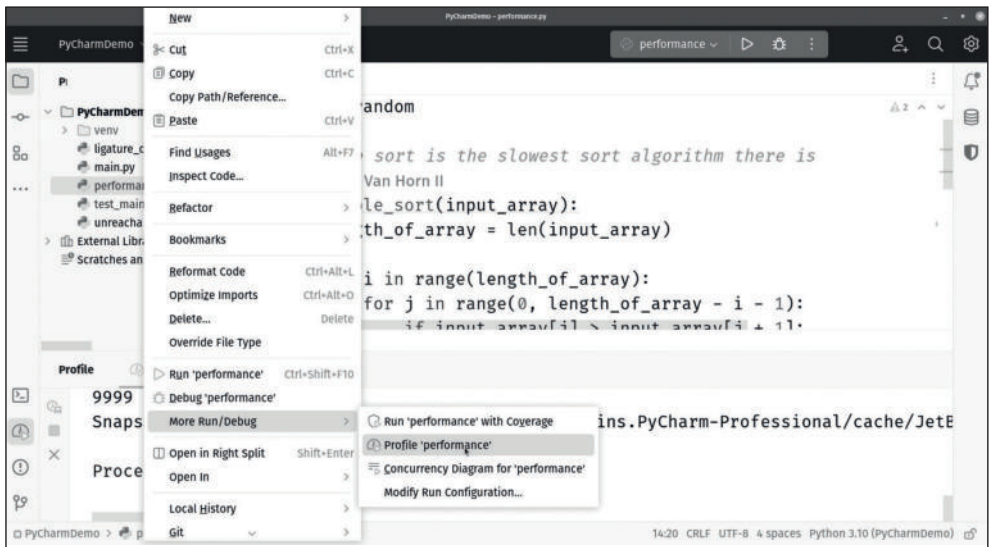 PyCharmDemo – performance.py
PyCharmDemo
performance
PyCharmDem
venv
ligature_c
main.py
performa
test_main
unreacha
External Libr
Scratches an
New
Cut Ctrl+X
Copy Ctrl+C
Copy Path/Reference...
Paste Ctrl+V
Find Usages Alt+F7
Inspect Code...
Refactor
Bookmarks
Reformat Code Ctrl+Alt+L
Optimize Imports Ctrl+Alt+O
Delete... Delete
Override File Type
Run 'performance' Ctrl+Shift+F10
Debug 'performance'
More Run/Debug
Open in Right Split Shift+Enter
Open In
Local History
Git
Run 'performance' with Coverage
Profile 'performance'
Concurrency Diagram for 'performance'
Modify Run Configuration...
andom
2
sort is the slowest sort algorithm there is
Van Horn II
le_sort(input_array):
th_of_array = len(input_array)
i in range(length_of_array):
for j in range(0, length_of_array - i - 1):
if input_array[j] > input_array[j + 1]:
Profile
9999
Snaps
ins.PyCharm-Professional/cache/JetB
Proce
PyCharmDemo > p
14:20 CRLF UTF-8 4 spaces Python 3.10 (PyCharmDemo)